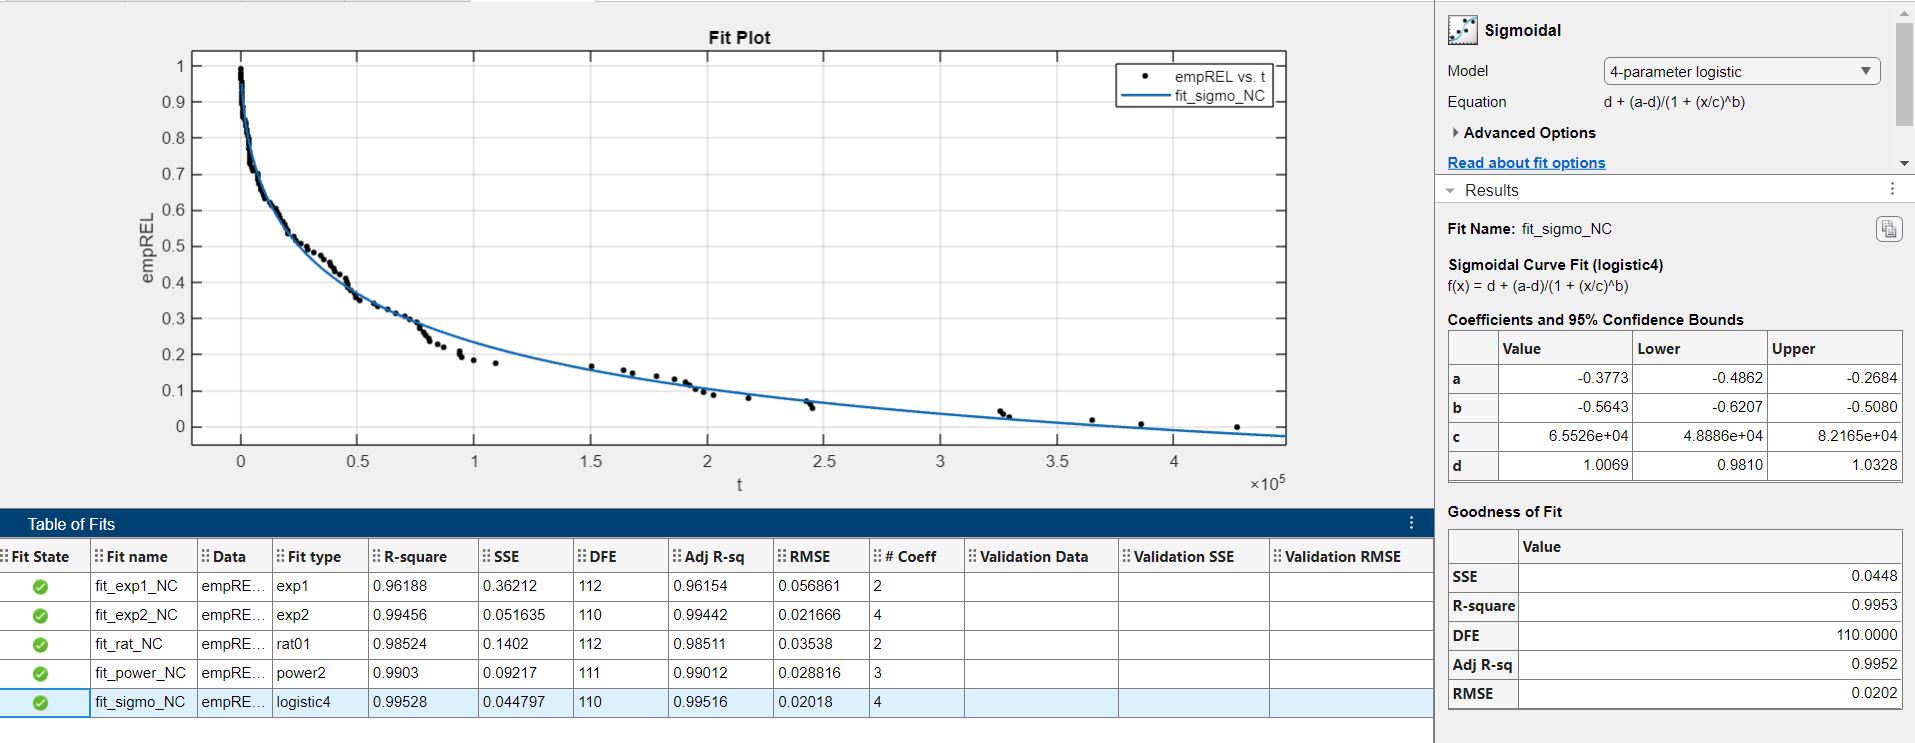 Fit Plot
1
0.9
0.8
0.7
0.6
0.5
0.4
0.3
0.2
0.1
0
empREL
empREL vs. t
fit_sigmo_NC
0 0.5 1 1.5 2 2.5 3 3.5 4
t
×10⁵
Table of Fits
Fit State Fit name Data Fit type R-square SSE DFE Adj R-sq RMSE # Coeff Validation Data Validation SSE Validation RMSE
fit_exp1_NC empRE... exp1 0.96188 0.36212 112 0.96154 0.056861 2
fit_exp2_NC empRE... exp2 0.99456 0.051635 110 0.99442 0.021666 4
fit_rat_NC empRE... rat01 0.98524 0.1402 112 0.98511 0.03538 2
fit_power_NC empRE... power2 0.9903 0.09217 111 0.99012 0.028816 3
fit_sigmo_NC empRE... logistic4 0.99528 0.044797 110 0.99516 0.02018 4
Sigmoidal
Model 4-parameter logistic
Equation d + (a-d)/(1 + (x/c)^b)
Advanced Options
Read about fit options
Results
Fit Name: fit_sigmo_NC
Sigmoidal Curve Fit (logistic4)
f(x) = d + (a-d)/(1 + (x/c)^b)
Coefficients and 95% Confidence Bounds
Value Lower Upper
a -0.3773 -0.4862 -0.2684
b -0.5643 -0.6207 -0.5080
c 6.5526e+04 4.8886e+04 8.2165e+04
d 1.0069 0.9810 1.0328
Goodness of Fit
Value
SSE 0.0448
R-square 0.9953
DFE 110.0000
Adj R-sq 0.9952
RMSE 0.0202